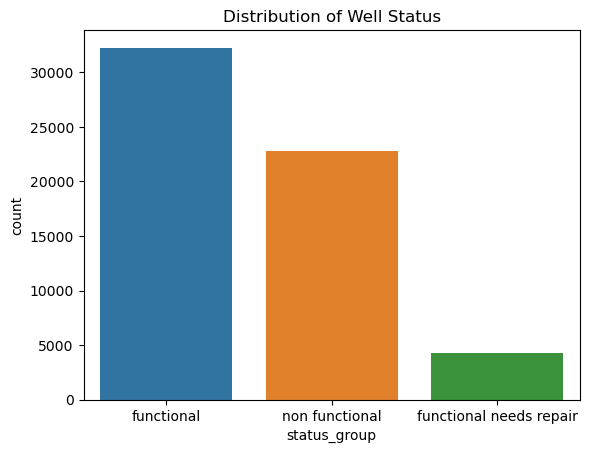 Distribution of Well Status
count
30000
25000
20000
15000
10000
5000
0
functional
non functional
functional needs repair
status_group